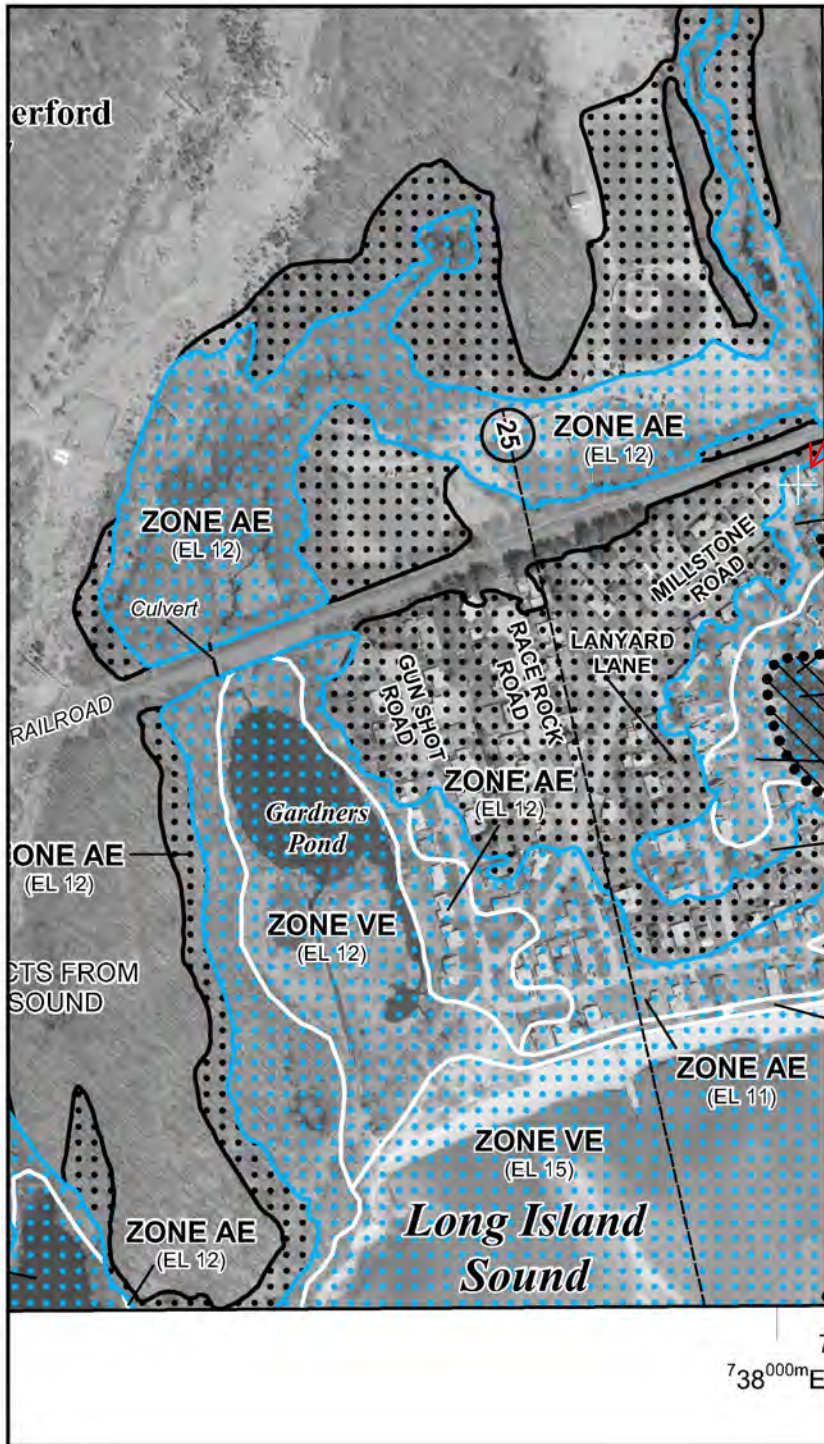 erford
25
ZONE AE
(EL 12)
ZONE AE
(EL 12)
MILLSTONE
ROAD
Culvert
LANYARD
LANE
RACE ROCK
ROAD
GUN SHOT
ROAD
RAILROAD
ZONE AE
(EL 12)
Gardners
Pond
ZONE AE
(EL 12)
ZONE VE
(EL 12)
CTS FROM
SOUND
ZONE AE
(EL 11)
ZONE VE
(EL 15)
ZONE AE
(EL 12)
Long Island
Sound
7
738000mE